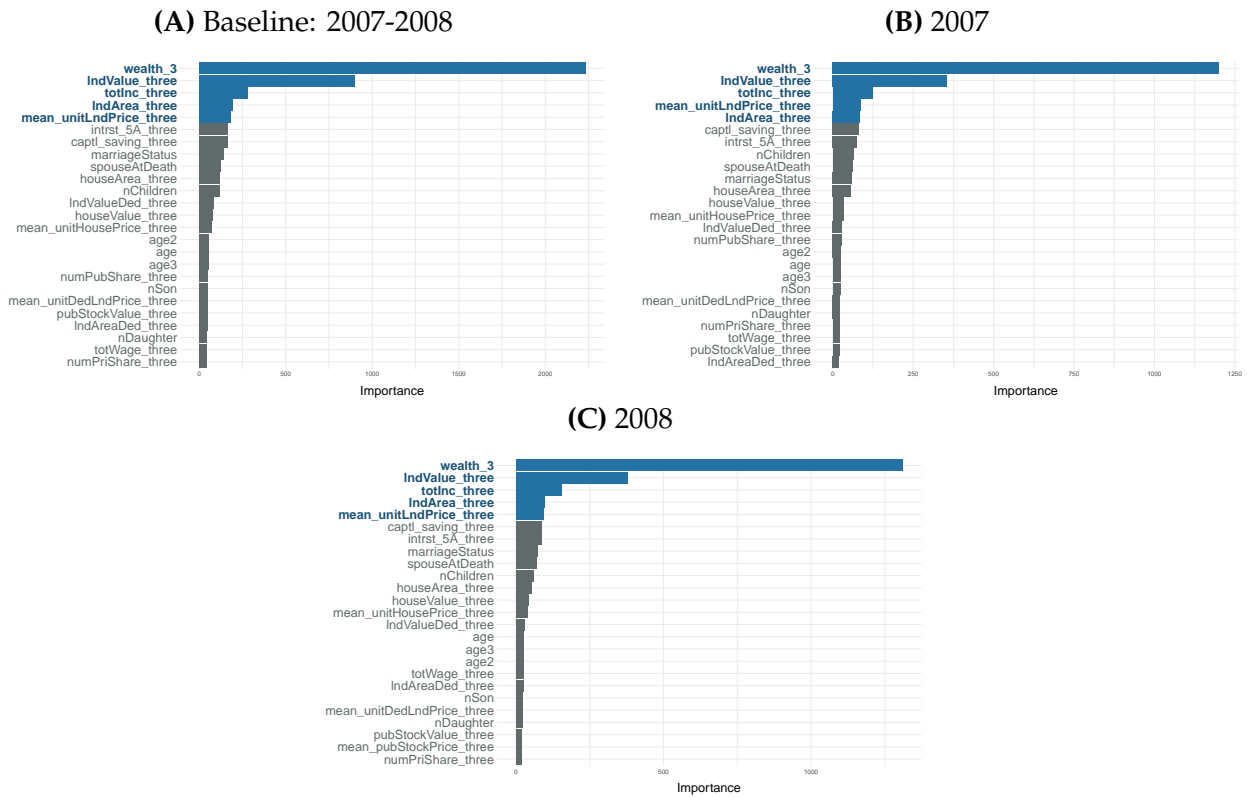 (A) Baseline: 2007-2008
wealth_3
lndValue_three
totInc_three
lndArea_three
mean_unitLndPrice_three
intrst_5A_three
captl_saving_three
marriageStatus
spouseAtDeath
houseArea_three
nChildren
lndValueDed_three
houseValue_three
mean_unitHousePrice_three
age2
age
age3
numPubShare_three
nSon
mean_unitDedLndPrice_three
pubStockValue_three
lndAreaDed_three
nDaughter
totWage_three
numPriShare_three
0 500 1000 1500 2000
Importance
(B) 2007
wealth_3
lndValue_three
totInc_three
mean_unitLndPrice_three
lndArea_three
captl_saving_three
intrst_5A_three
nChildren
spouseAtDeath
marriageStatus
houseArea_three
houseValue_three
mean_unitHousePrice_three
lndValueDed_three
numPubShare_three
age2
age
age3
nSon
mean_unitDedLndPrice_three
nDaughter
numPriShare_three
totWage_three
pubStockValue_three
lndAreaDed_three
0 250 500 750 1000 1250
Importance
(C) 2008
wealth_3
lndValue_three
totInc_three
lndArea_three
mean_unitLndPrice_three
captl_saving_three
intrst_5A_three
marriageStatus
spouseAtDeath
nChildren
houseArea_three
houseValue_three
mean_unitHousePrice_three
lndValueDed_three
age
age3
age2
totWage_three
lndAreaDed_three
nSon
mean_unitDedLndPrice_three
nDaughter
pubStockValue_three
mean_pubStockPrice_three
numPriShare_three
0 500 1000
Importance